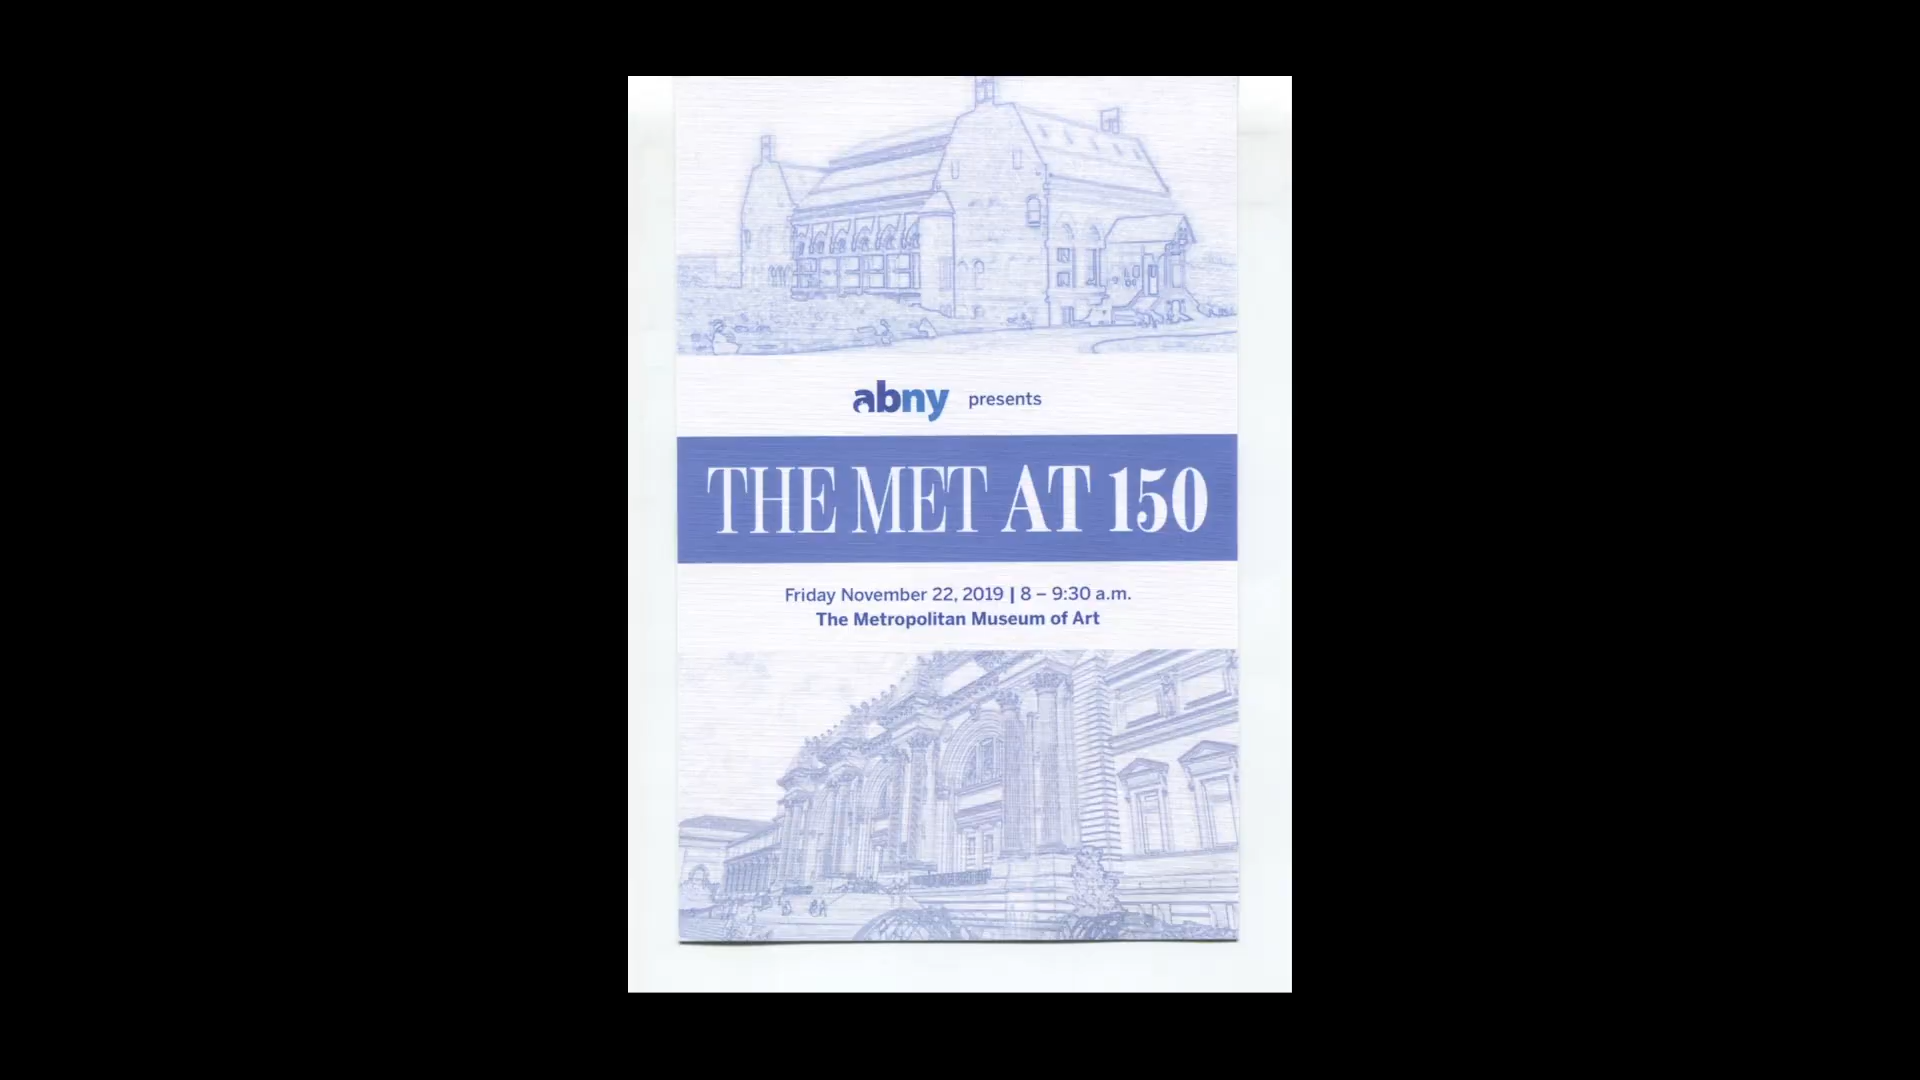 abny presents
THE MET AT 150
Friday November 22, 2019 | 8 – 9:30 a.m.
The Metropolitan Museum of Art